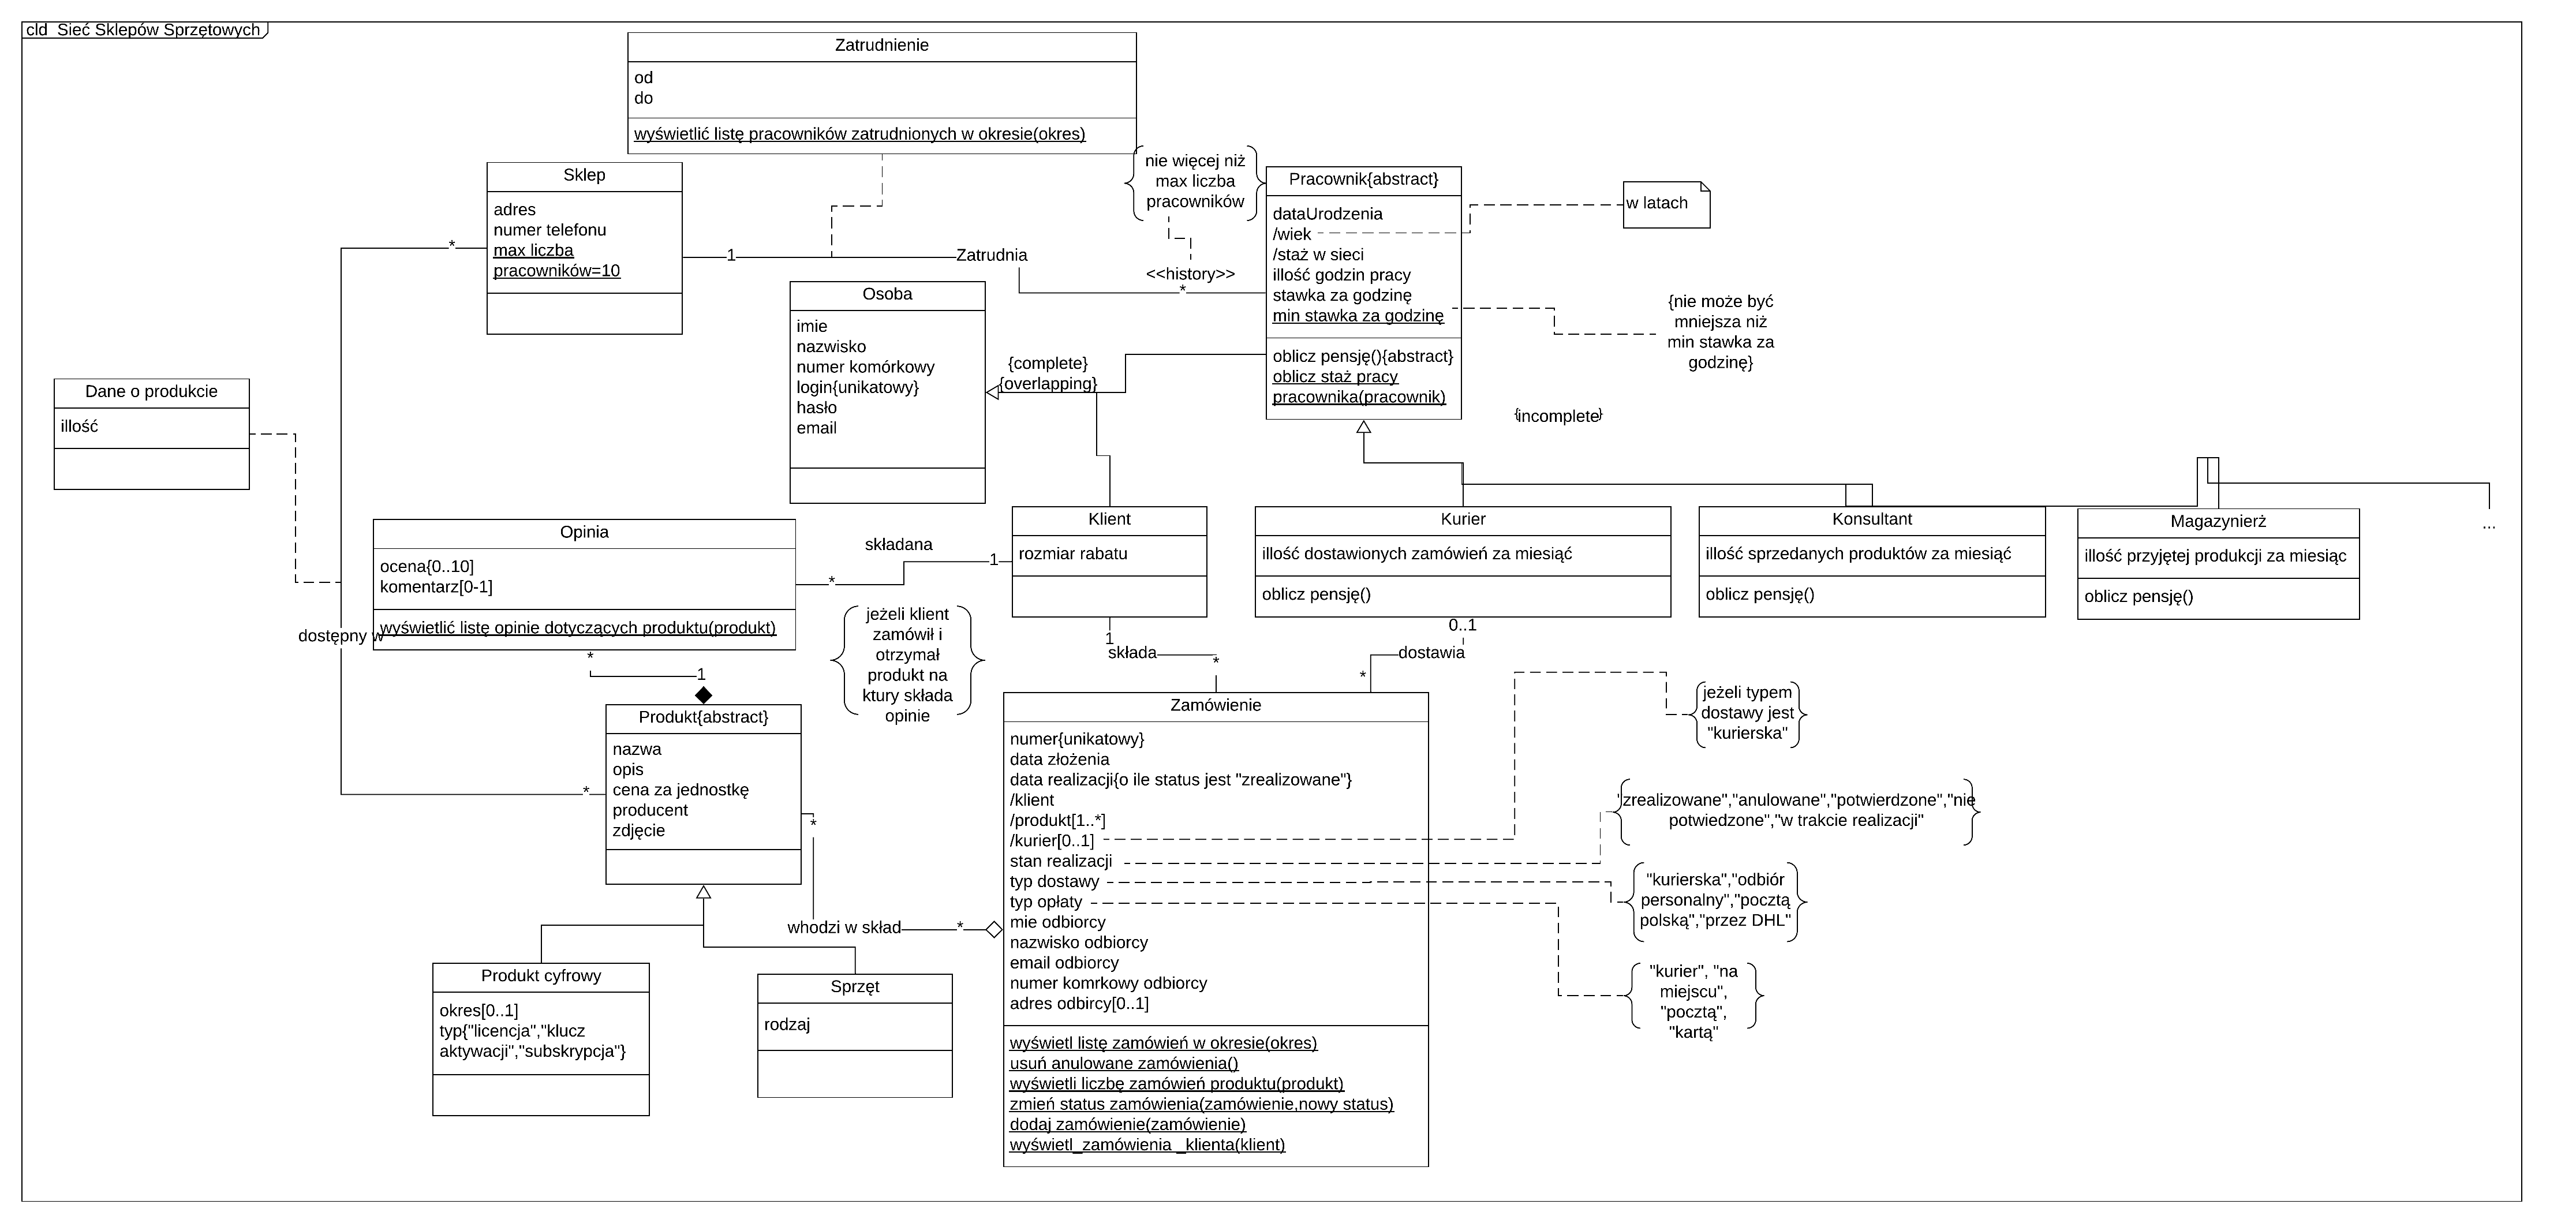 cld Sieć Sklepów Sprzętowych
Zatrudnienie
od
do
wyświetlić listę pracowników zatrudnionych w okresie(okres)
Sklep
adres
numer telefonu
max liczba
pracowników=10
*
1
Zatrudnia
nie więcej niż
max liczba
pracowników
<<history>>
*
Pracownik{abstract}
dataUrodzenia
/wiek
/staż w sieci
illość godzin pracy
stawka za godzinę
min stawka za godzinę
oblicz pensję(){abstract}
oblicz staż pracy
pracownika(pracownik)
w latach
{nie może być
mniejsza niż
min stawka za
godzinę}
{incomplete}
Osoba
imie
nazwisko
numer komórkowy
login{unikatowy}
hasło
email
{complete}
{overlapping}
Dane o produkcie
illość
dostępny w
Opinia
ocena{0..10]
komentarz[0-1]
wyświetlić listę opinie dotyczących produktu(produkt)
składana
*
1
Klient
rozmiar rabatu
Kurier
illość dostawionych zamówień za miesiąć
oblicz pensję()
Konsultant
illość sprzedanych produktów za miesiąć
oblicz pensję()
Magazynierż
illość przyjętej produkcji za miesiąc
oblicz pensję()
...
jeżeli klient
zamówił i
otrzymał
produkt na
ktury składa
opinie
*
1
1
składa
*
0..1
dostawia
*
Produkt{abstract}
nazwa
opis
cena za jednostkę
producent
zdjęcie
*
*
whodzi w skład
*
Zamówienie
numer{unikatowy}
data złożenia
data realizacji{o ile status jest "zrealizowane"}
/klient
/produkt[1..*]
/kurier[0..1]
stan realizacji
typ dostawy
typ opłaty
mie odbiorcy
nazwisko odbiorcy
email odbiorcy
numer komrkowy odbiorcy
adres odbircy[0..1]
wyświetl listę zamówień w okresie(okres)
usuń anulowane zamówienia()
wyświetli liczbę zamówień produktu(produkt)
zmień status zamówienia(zamówienie,nowy status)
dodaj zamówienie(zamówienie)
wyświetl_zamówienia _klienta(klient)
jeżeli typem
dostawy jest
"kurierska"
"zrealizowane","anulowane","potwierdzone","nie
potwiedzone","w trakcie realizacji"
"kurierska","odbiór
personalny","pocztą
polską","przez DHL"
"kurier", "na
miejscu",
"pocztą",
"kartą"
Produkt cyfrowy
okres[0..1]
typ{"licencja","klucz
aktywacji","subskrypcja"}
Sprzęt
rodzaj